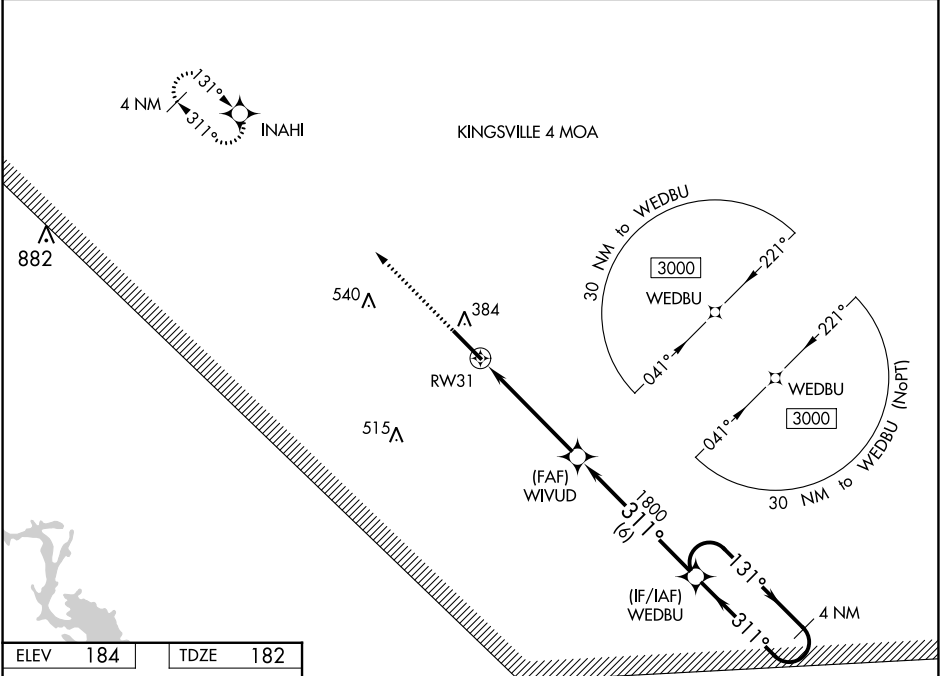 131°
4 NM
311°
INAHI
KINGSVILLE 4 MOA
882
30 NM to WEDBU
221°
3000
WEDBU
041°
540
384
RW31
221°
WEDBU
3000
041°
30 NM to WEDBU (NoPT)
515
(FAF)
WIVUD
1800
311°
(6)
131°
(IF/IAF)
WEDBU
311°
4 NM
ELEV 184
TDZE 182